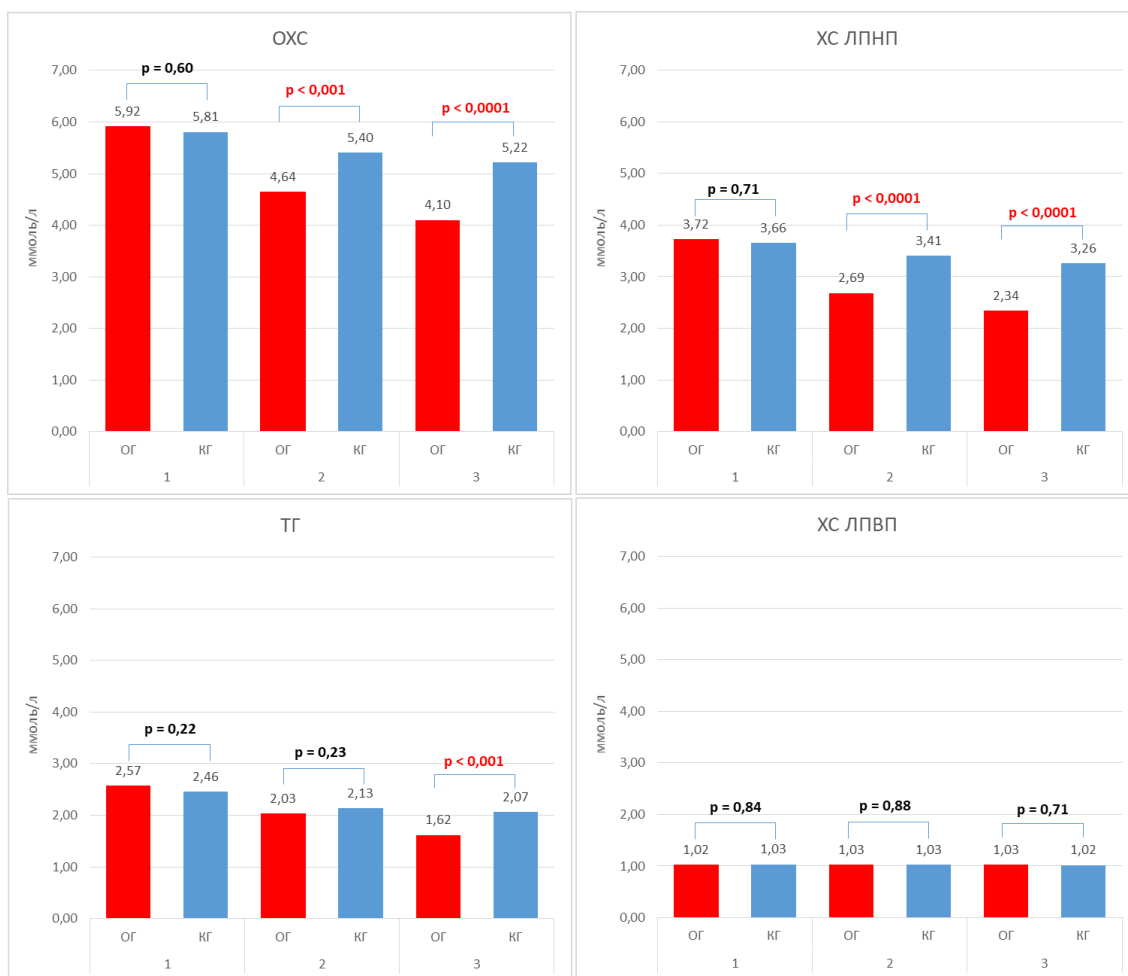 ОХС
7,00
6,00
5,00
4,00
3,00
2,00
1,00
0,00
ммоль/л
p = 0,60
p < 0,001
p < 0,0001
5,92
5,81
4,64
5,40
4,10
5,22
ОГ КГ ОГ КГ ОГ КГ
1 2 3
ХС ЛПНП
7,00
6,00
5,00
4,00
3,00
2,00
1,00
0,00
ммоль/л
p = 0,71
p < 0,0001
p < 0,0001
3,72
3,66
2,69
3,41
2,34
3,26
ОГ КГ ОГ КГ ОГ КГ
1 2 3
ТГ
7,00
6,00
5,00
4,00
3,00
2,00
1,00
0,00
ммоль/л
p = 0,22
p = 0,23
p < 0,001
2,57
2,46
2,03
2,13
1,62
2,07
ОГ КГ ОГ КГ ОГ КГ
1 2 3
ХС ЛПВП
7,00
6,00
5,00
4,00
3,00
2,00
1,00
0,00
ммоль/л
p = 0,84
p = 0,88
p = 0,71
1,02
1,03
1,03
1,03
1,03
1,02
ОГ КГ ОГ КГ ОГ КГ
1 2 3